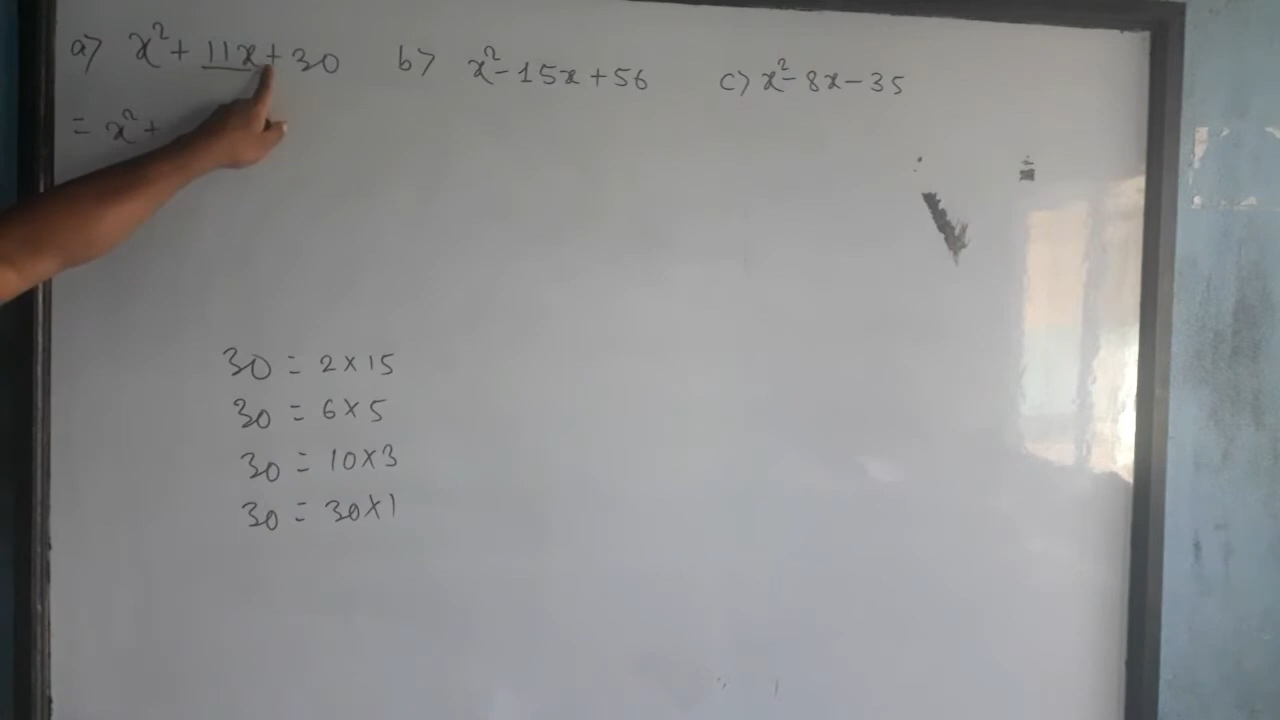 a) x² + 11x + 30 b) x² - 15x + 56 c) x² - 8x - 35
= x² +
30 = 2 × 15
30 = 6 × 5
30 = 10 × 3
30 = 30 × 1